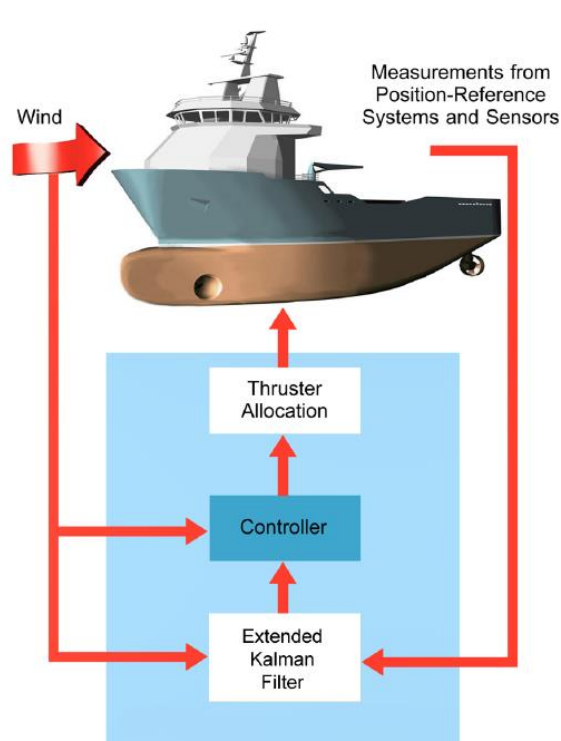 Wind
Measurements from
Position-Reference
Systems and Sensors
Thruster
Allocation
Controller
Extended
Kalman
Filter